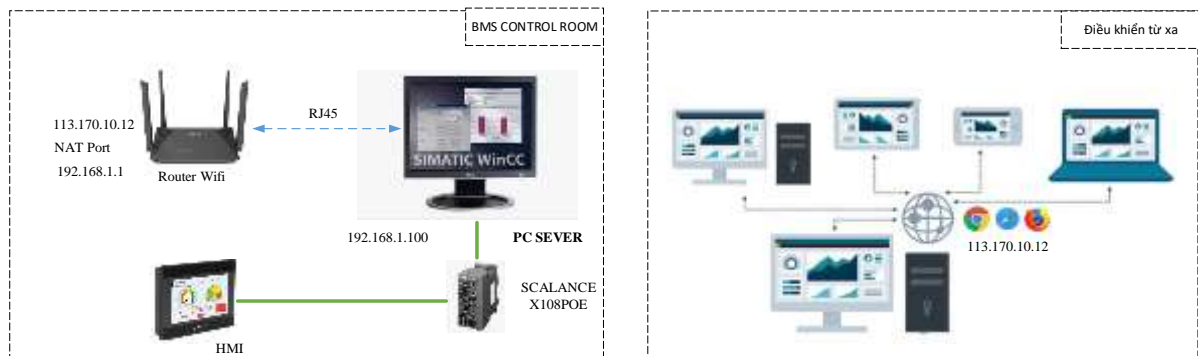 BMS CONTROL ROOM
RJ45
113.170.10.12
NAT Port
192.168.1.1
Router Wifi
SIMATIC WinCC
192.168.1.100
PC SEVER
SCALANCE
X108POE
HMI
Điều khiển từ xa
113.170.10.12